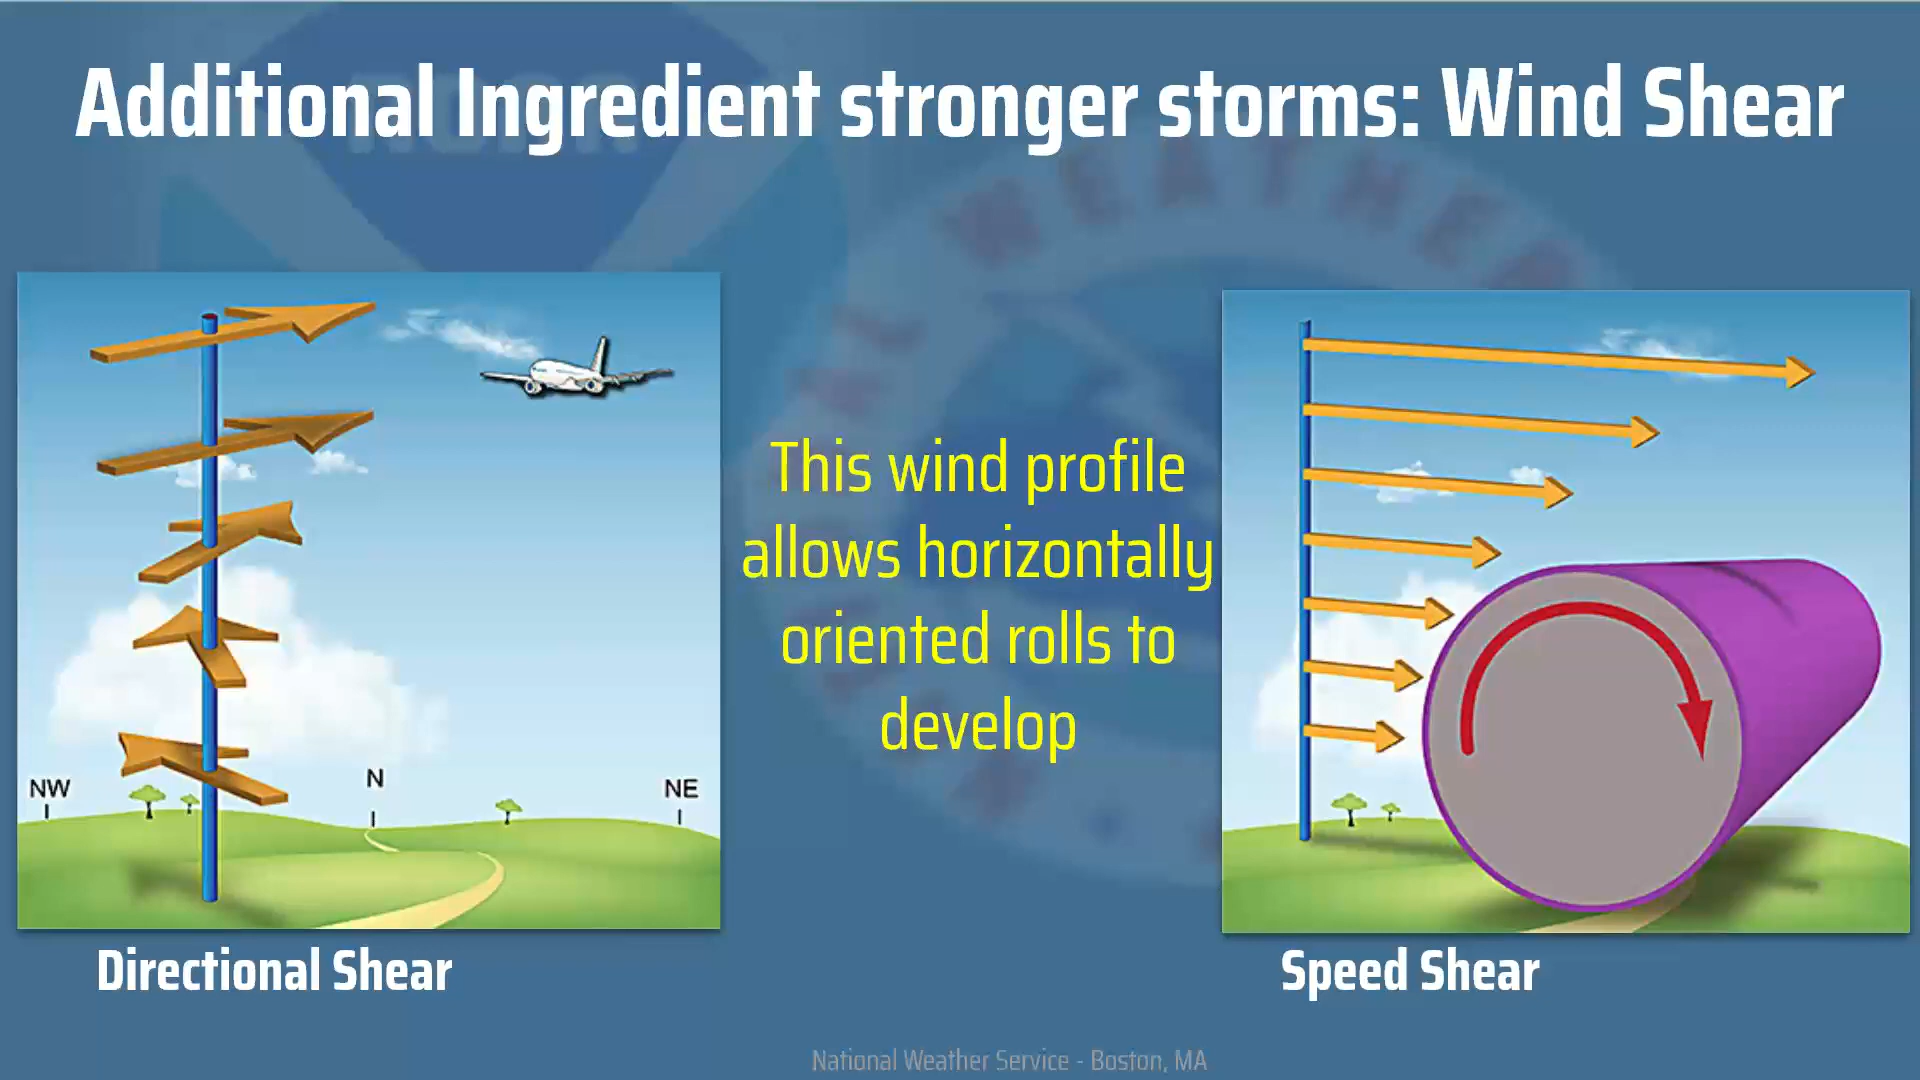 Additional Ingredient stronger storms: Wind Shear
This wind profile
allows horizontally
oriented rolls to
develop
NW
N
NE
Directional Shear
Speed Shear
National Weather Service - Boston, MA